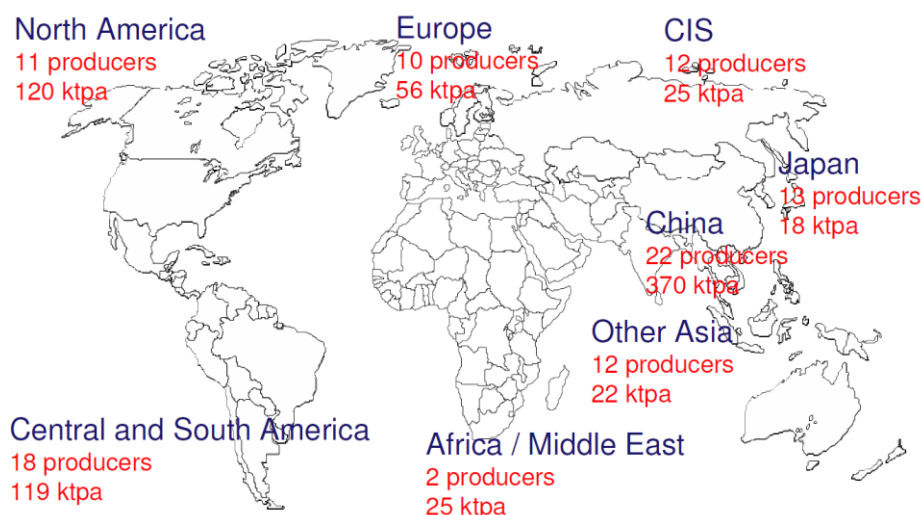 North America
11 producers
120 ktpa
Europe
10 producers
56 ktpa
CIS
12 producers
25 ktpa
Japan
13 producers
18 ktpa
China
22 producers
370 ktpa
Other Asia
12 producers
22 ktpa
Central and South America
18 producers
119 ktpa
Africa / Middle East
2 producers
25 ktpa